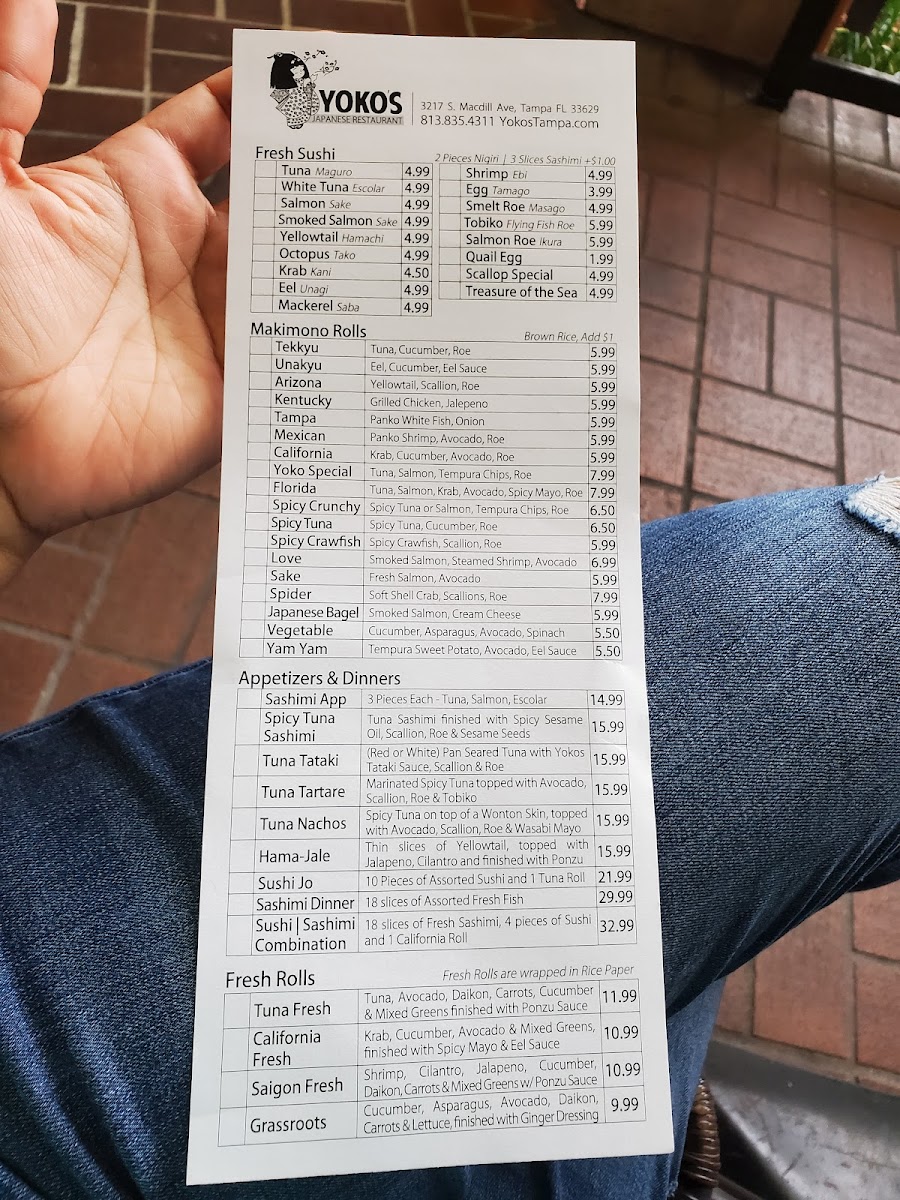 YOKO'S
JAPANESE RESTAURANT
3217 S. Macdill Ave, Tampa FL 33629
813.835.4311 YokosTampa.com
Fresh Sushi
2 Pieces Nigiri | 3 Slices Sashimi +$1.00
Tuna Maguro 4.99
White Tuna Escolar 4.99
Salmon Sake 4.99
Smoked Salmon Sake 4.99
Yellowtail Hamachi 4.99
Octopus Tako 4.99
Krab Kani 4.50
Eel Unagi 4.99
Mackerel Saba 4.99
Shrimp Ebi 4.99
Egg Tamago 3.99
Smelt Roe Masago 4.99
Tobiko Flying Fish Roe 5.99
Salmon Roe Ikura 5.99
Quail Egg 1.99
Scallop Special 4.99
Treasure of the Sea 4.99
Makimono Rolls
Brown Rice, Add $1
Tekkyu Tuna, Cucumber, Roe 5.99
Unakyu Eel, Cucumber, Eel Sauce 5.99
Arizona Yellowtail, Scallion, Roe 5.99
Kentucky Grilled Chicken, Jalepeno 5.99
Tampa Panko White Fish, Onion 5.99
Mexican Panko Shrimp, Avocado, Roe 5.99
California Krab, Cucumber, Avocado, Roe 5.99
Yoko Special Tuna, Salmon, Tempura Chips, Roe 7.99
Florida Tuna, Salmon, Krab, Avocado, Spicy Mayo, Roe 7.99
Spicy Crunchy Spicy Tuna or Salmon, Tempura Chips, Roe 6.50
Spicy Tuna Spicy Tuna, Cucumber, Roe 6.50
Spicy Crawfish Spicy Crawfish, Scallion, Roe 5.99
Love Smoked Salmon, Steamed Shrimp, Avocado 6.99
Sake Fresh Salmon, Avocado 5.99
Spider Soft Shell Crab, Scallions, Roe 7.99
Japanese Bagel Smoked Salmon, Cream Cheese 5.99
Vegetable Cucumber, Asparagus, Avocado, Spinach 5.50
Yam Yam Tempura Sweet Potato, Avocado, Eel Sauce 5.50
Appetizers & Dinners
Sashimi App 3 Pieces Each - Tuna, Salmon, Escolar 14.99
Spicy Tuna
Sashimi
Tuna Sashimi finished with Spicy Sesame
Oil, Scallion, Roe & Sesame Seeds
15.99
Tuna Tataki
(Red or White) Pan Seared Tuna with Yokos
Tataki Sauce, Scallion & Roe
15.99
Tuna Tartare
Marinated Spicy Tuna topped with Avocado,
Scallion, Roe & Tobiko
15.99
Tuna Nachos
Spicy Tuna on top of a Wonton Skin, topped
with Avocado, Scallion, Roe & Wasabi Mayo
15.99
Hama-Jale
Thin slices of Yellowtail, topped with
Jalapeno, Cilantro and finished with Ponzu
15.99
Sushi Jo 10 Pieces of Assorted Sushi and 1 Tuna Roll 21.99
Sashimi Dinner 18 slices of Assorted Fresh Fish 29.99
Sushi | Sashimi
Combination
18 slices of Fresh Sashimi, 4 pieces of Sushi
and 1 California Roll
32.99
Fresh Rolls
Fresh Rolls are wrapped in Rice Paper
Tuna Fresh
Tuna, Avocado, Daikon, Carrots, Cucumber
& Mixed Greens finished with Ponzu Sauce
11.99
California
Fresh
Krab, Cucumber, Avocado & Mixed Greens,
finished with Spicy Mayo & Eel Sauce
10.99
Saigon Fresh
Shrimp, Cilantro, Jalapeno, Cucumber,
Daikon, Carrots & Mixed Greens w/ Ponzu Sauce
10.99
Grassroots
Cucumber, Asparagus, Avocado, Daikon,
Carrots & Lettuce, finished with Ginger Dressing
9.99